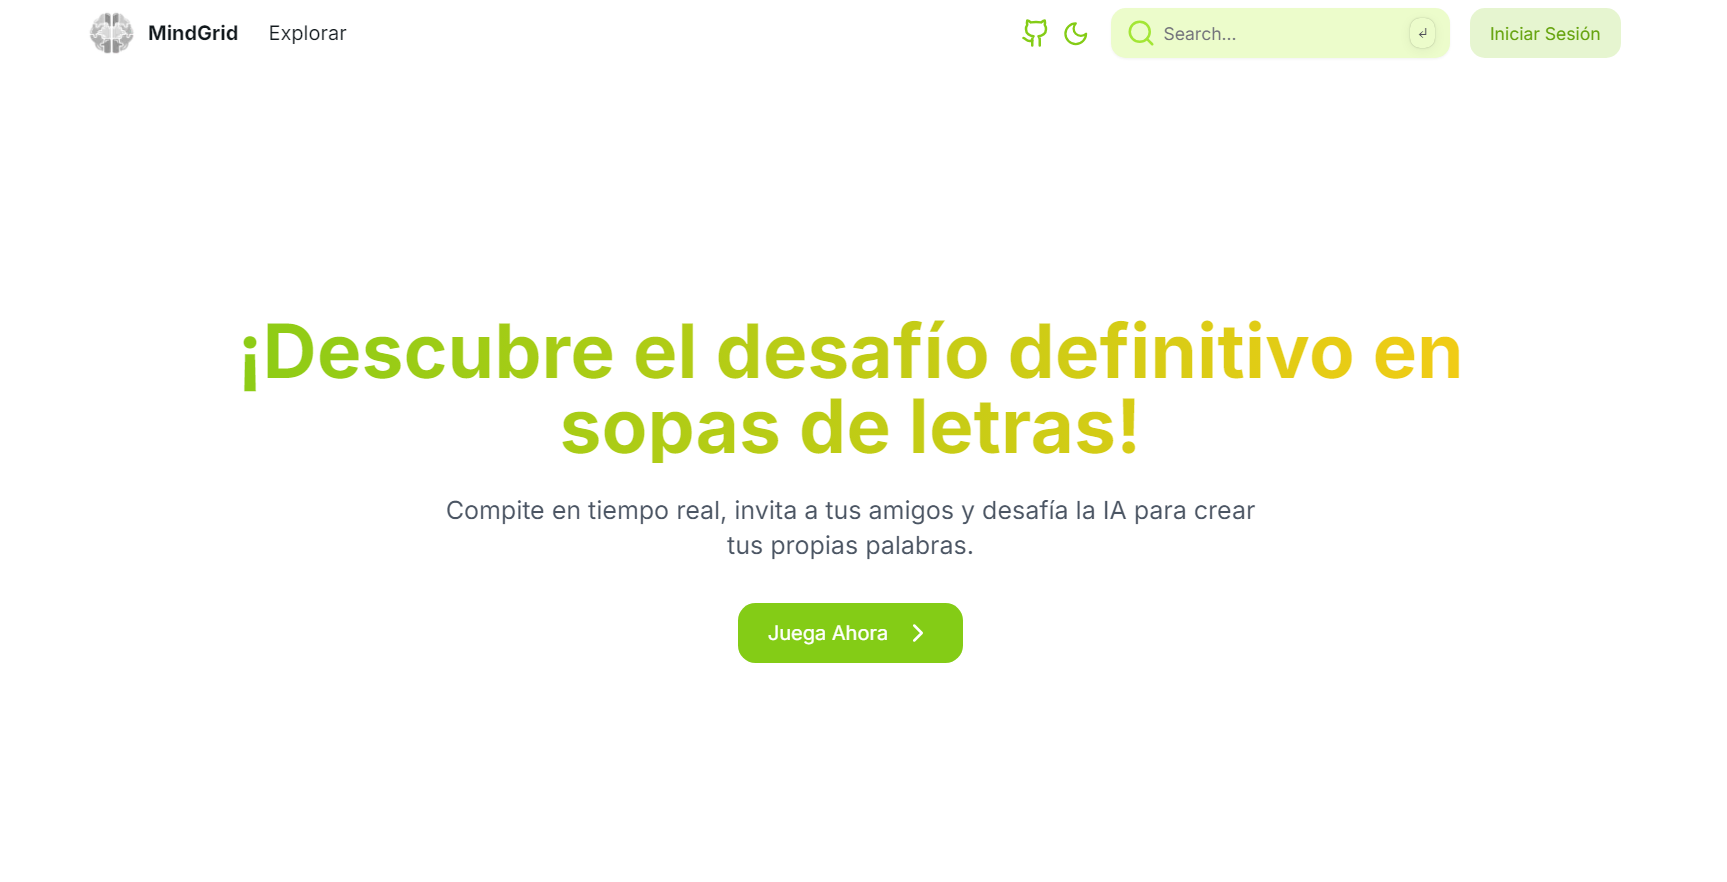 MindGrid
Explorar
Search...
↵
Iniciar Sesión
¡Descubre el desafío definitivo en
sopas de letras!
Compite en tiempo real, invita a tus amigos y desafía la IA para crear
tus propias palabras.
Juega Ahora